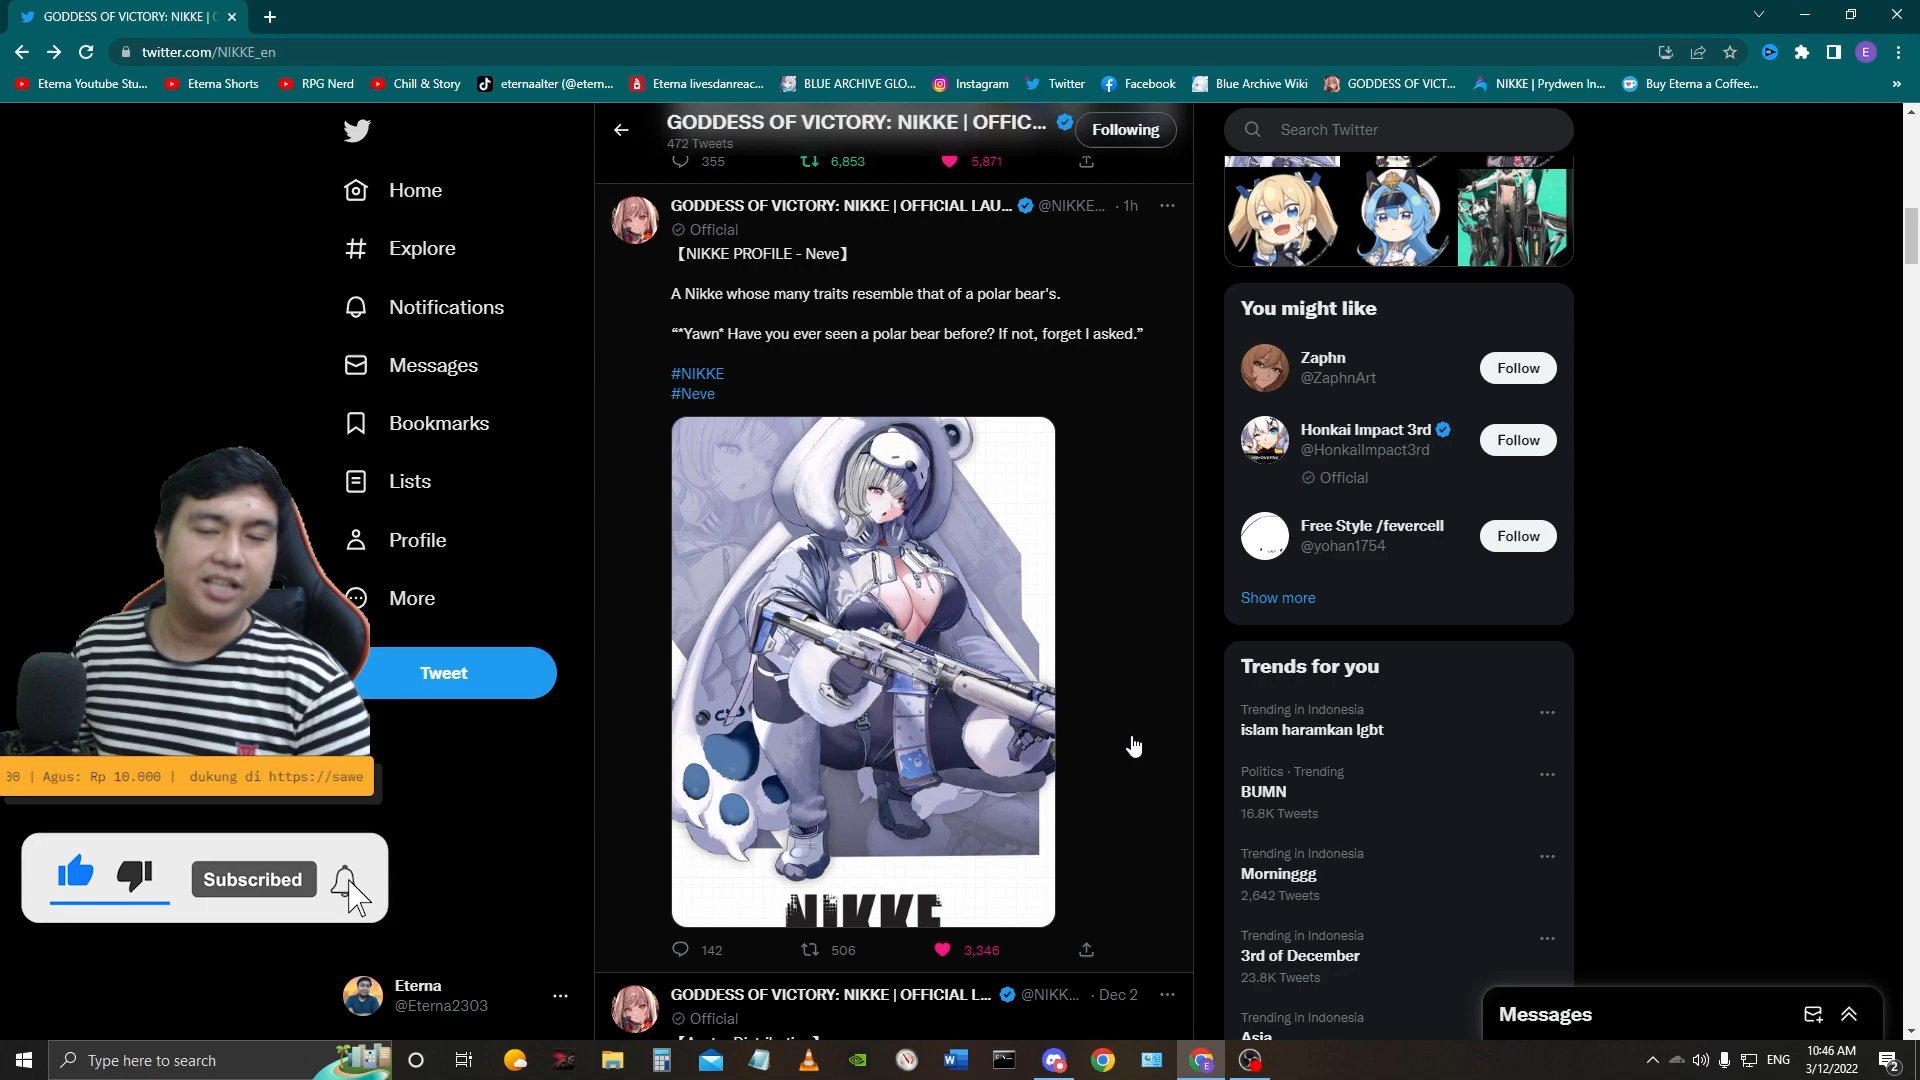 GODDESS OF VICTORY: NIKKE |
twitter.com/NIKKE_en
E
Eterna Youtube Stu...
Eterna Shorts
RPG Nerd
Chill & Story
eternaalter (@etern...
Eterna livesdanreac...
BLUE ARCHIVE GLO...
Instagram
Twitter
Facebook
Blue Archive Wiki
GODDESS OF VICT...
NIKKE | Prydwen In...
Buy Eterna a Coffee...
Home
Explore
Notifications
Messages
Bookmarks
Lists
Profile
More
Tweet
00 | Agus: Rp 10.000 | dukung di https://sawe
Subscribed
Eterna
@Eterna2303
GODDESS OF VICTORY: NIKKE | OFFIC...
472 Tweets
Following
355 6,853 5,871
GODDESS OF VICTORY: NIKKE | OFFICIAL LAU... @NIKKE... · 1h
Official
【NIKKE PROFILE - Neve】
A Nikke whose many traits resemble that of a polar bear's.
“*Yawn* Have you ever seen a polar bear before? If not, forget I asked.”
#NIKKE
#Neve
NIKKE
142 506 3,346
GODDESS OF VICTORY: NIKKE | OFFICIAL L... @NIKK... · Dec 2
Official
Search Twitter
You might like
Zaphn
@ZaphnArt
Follow
Honkai Impact 3rd
@HonkaiImpact3rd
Official
Follow
Free Style /fevercell
@yohan1754
Follow
Show more
Trends for you
Trending in Indonesia
islam haramkan lgbt
Politics · Trending
BUMN
16.8K Tweets
Trending in Indonesia
Morninggg
2,642 Tweets
Trending in Indonesia
3rd of December
23.8K Tweets
Trending in Indonesia
Asia
Messages
Type here to search
ENG
10:46 AM
3/12/2022
2